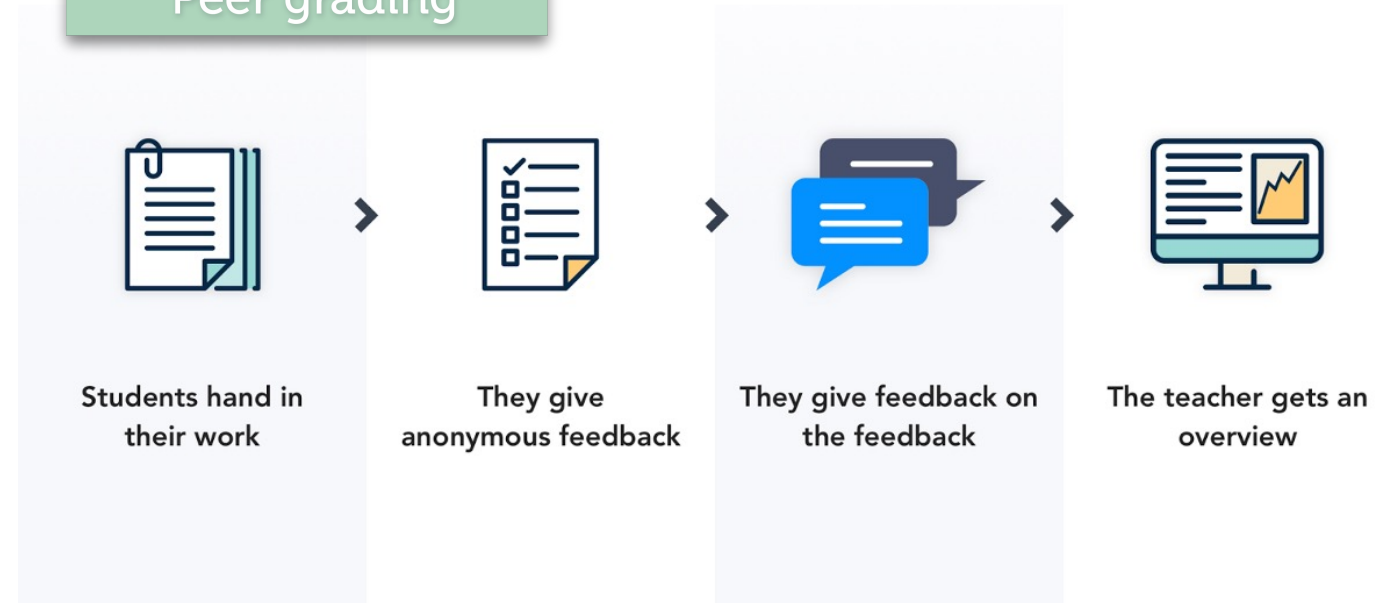 Peer grading
Students hand in
their work
They give
anonymous feedback
They give feedback on
the feedback
The teacher gets an
overview